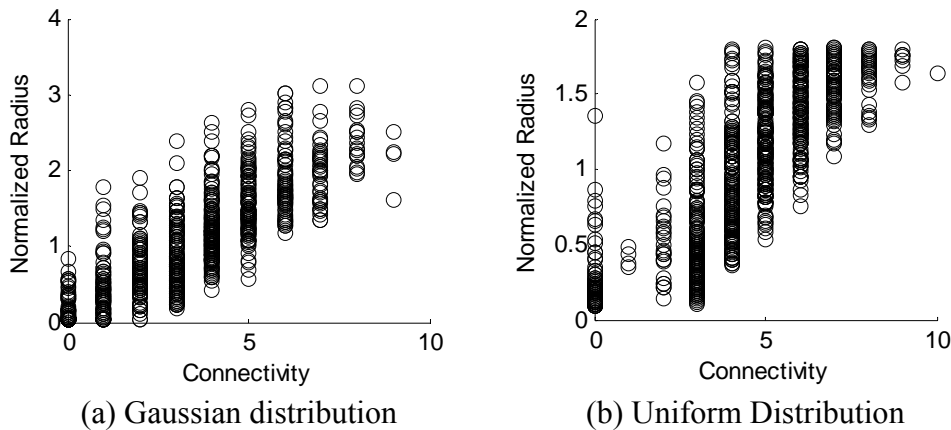 4
3
2
1
0
0
5
10
Normalized Radius
Connectivity
(a) Gaussian distribution
2
1.5
1
0.5
0
0
5
10
Normalized Radius
Connectivity
(b) Uniform Distribution